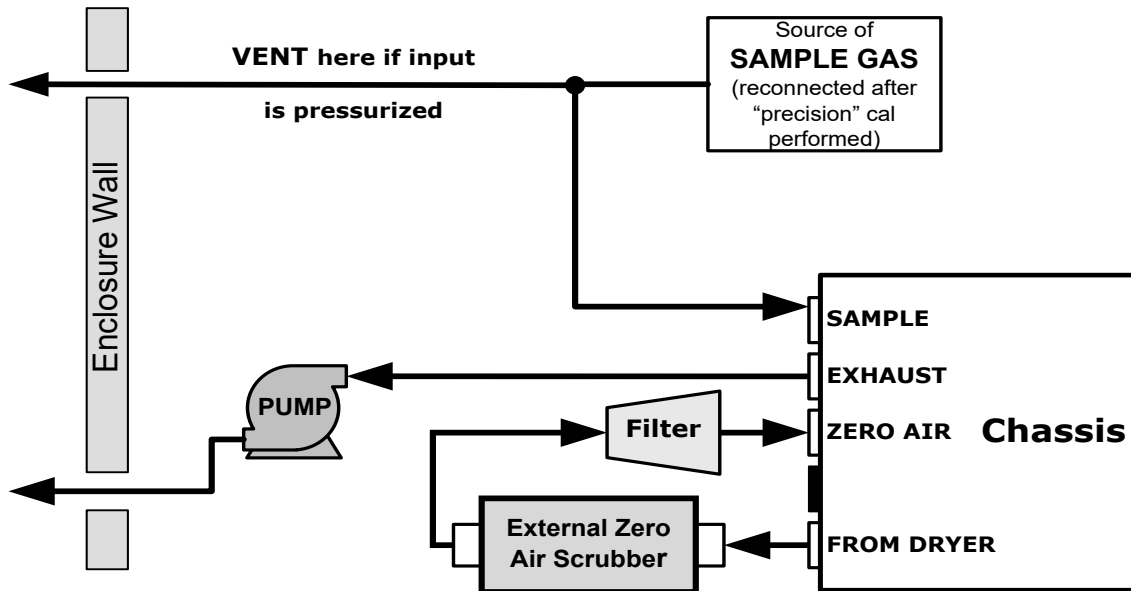 Source of
SAMPLE GAS
(reconnected after
“precision” cal
performed)
VENT here if input
is pressurized
Enclosure Wall
SAMPLE
EXHAUST
PUMP
Filter
ZERO AIR
Chassis
External Zero
Air Scrubber
FROM DRYER